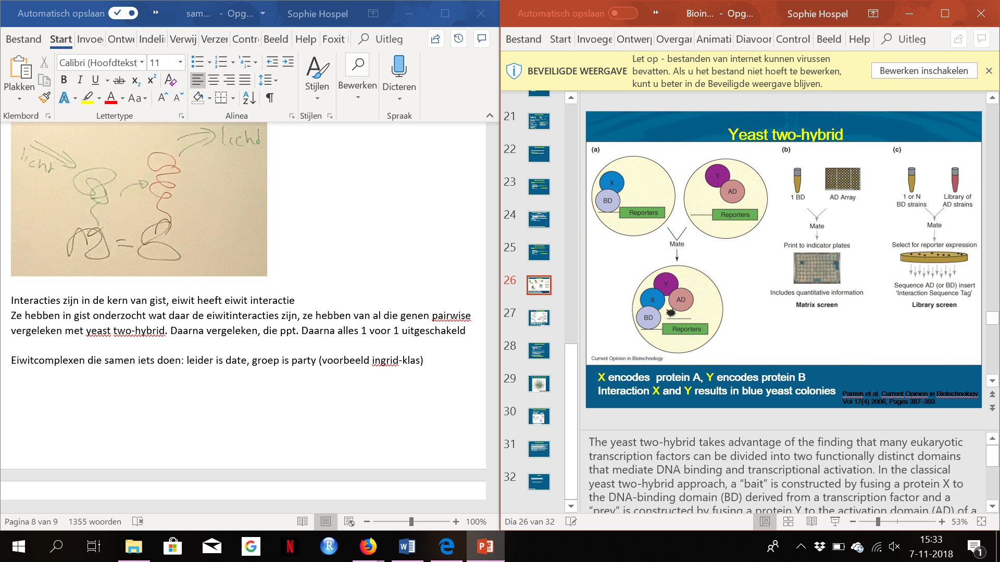 Automatisch opslaan
sam... - Opg...
Sophie Hospel
Bestand Start Invoe Ontwe Indeli Verwij Verzer Contr Beeld Help Foxit Uitleg
Plakken
Klembord
Calibri (Hoofdtekst 11
B I U ab x₂ x²
A A Aa A A
Lettertype
Alinea
Stijlen
Stijlen
Bewerken
Dicteren
Spraak
licht
licht
Interacties zijn in de kern van gist, eiwit heeft eiwit interactie
Ze hebben in gist onderzocht wat daar de eiwitinteracties zijn, ze hebben van al die genen pairwise
vergeleken met yeast two-hybrid. Daarna vergeleken, die ppt. Daarna alles 1 voor 1 uitgeschakeld
Eiwitcomplexen die samen iets doen: leider is date, groep is party (voorbeeld ingrid-klas)
Pagina 8 van 9 1355 woorden
100%
Automatisch opslaan
Bioin... - Opg...
Sophie Hospel
Bestand Start Invoege Ontwerp Overgar Animati Diavoor Control Beeld Help Uitleg
BEVEILIGDE WEERGAVE
Let op - bestanden van internet kunnen virussen
bevatten. Als u het bestand niet hoeft te bewerken,
kunt u beter in de Beveiligde weergave blijven.
Bewerken inschakelen
21
22
23
24
25
26
27
28
29
30
31
32
Yeast two-hybrid
(a)
X
BD
Reporters
Y
AD
Reporters
Mate
Y
X
AD
BD
Reporters
Current Opinion in Biotechnology
(b)
1 BD
AD Array
Mate
Print to indicator plates
Includes quantitative information
Matrix screen
(c)
1 or N
BD strains
Library of
AD strains
Mate
Select for reporter expression
Sequence AD (or BD) insert
‘Interaction Sequence Tag’
Library screen
X encodes protein A, Y encodes protein B
Interaction X and Y results in blue yeast colonies
Parrish et al. Current Opinion in Biotechnology
Vol 17(4) 2006, Pages 387–393
The yeast two-hybrid takes advantage of the finding that many eukaryotic
transcription factors can be divided into two functionally distinct domains
that mediate DNA binding and transcriptional activation. In the classical
yeast two-hybrid approach, a “bait” is constructed by fusing a protein X to
the DNA-binding domain (BD) derived from a transcription factor and a
“prey” is constructed by fusing a protein Y to the activation domain (AD) of a
Dia 26 van 32
53%
15:33
7-11-2018
1